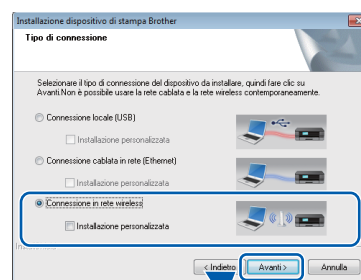 Installazione dispositivo di stampa Brother
Tipo di connessione
Selezionare il tipo di connessione del dispositivo da installare, quindi fare clic su
Avanti.Non è possibile usare la rete cablata e la rete wireless contemporaneamente.
Connessione locale (USB)
Installazione personalizzata
Connessione cablata in rete (Ethernet)
Installazione personalizzata
Connessione in rete wireless
Installazione personalizzata
< Indietro
Avanti >
Annulla